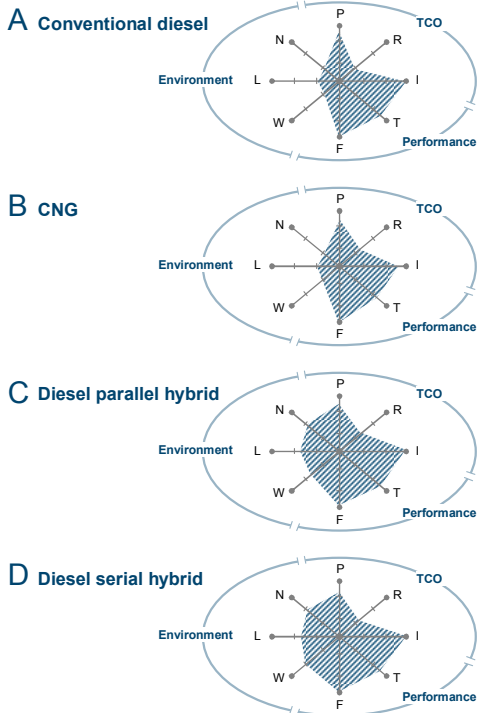 A Conventional diesel
P
TCO
N
R
Environment
L
I
W
T
F
Performance
B CNG
P
TCO
N
R
Environment
L
I
W
T
F
Performance
C Diesel parallel hybrid
P
TCO
N
R
Environment
L
I
W
T
F
Performance
D Diesel serial hybrid
P
TCO
N
R
Environment
L
I
W
T
F
Performance